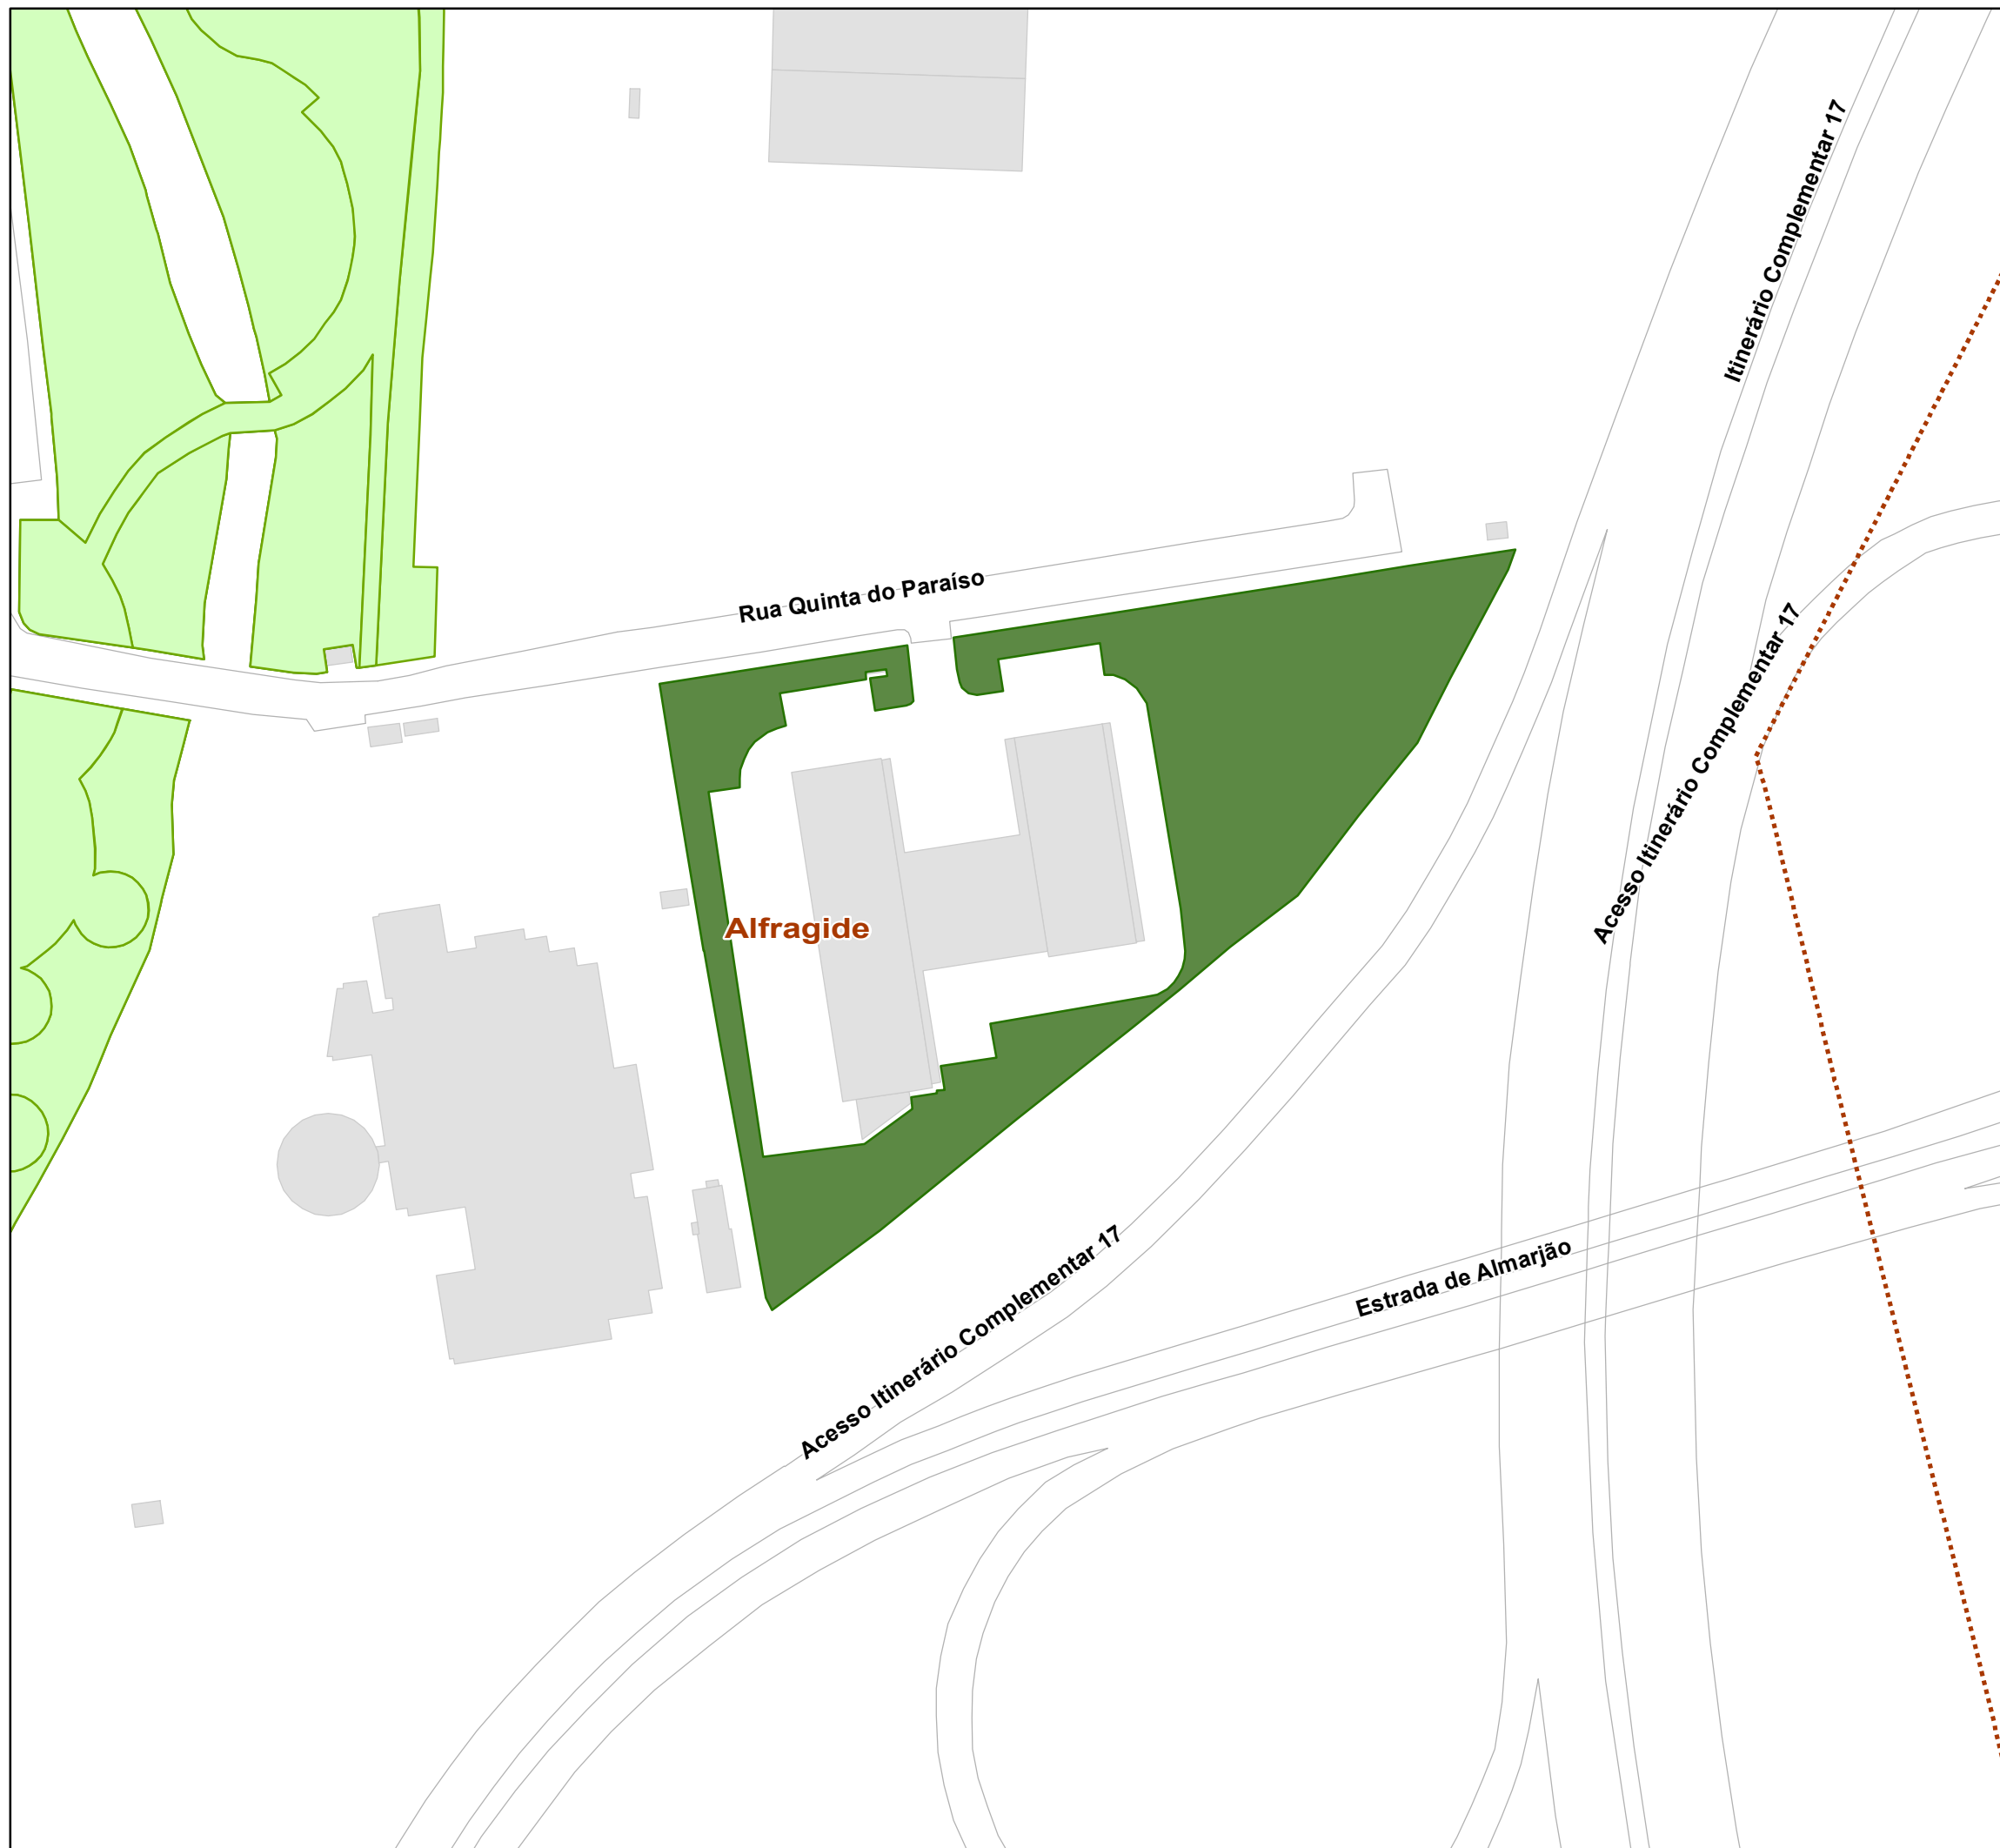 Itinerário Complementar 17
Rua Quinta do Paraíso
Acesso Itinerário Complementar 17
Alfragide
Acesso Itinerário Complementar 17
Estrada de Almarjão